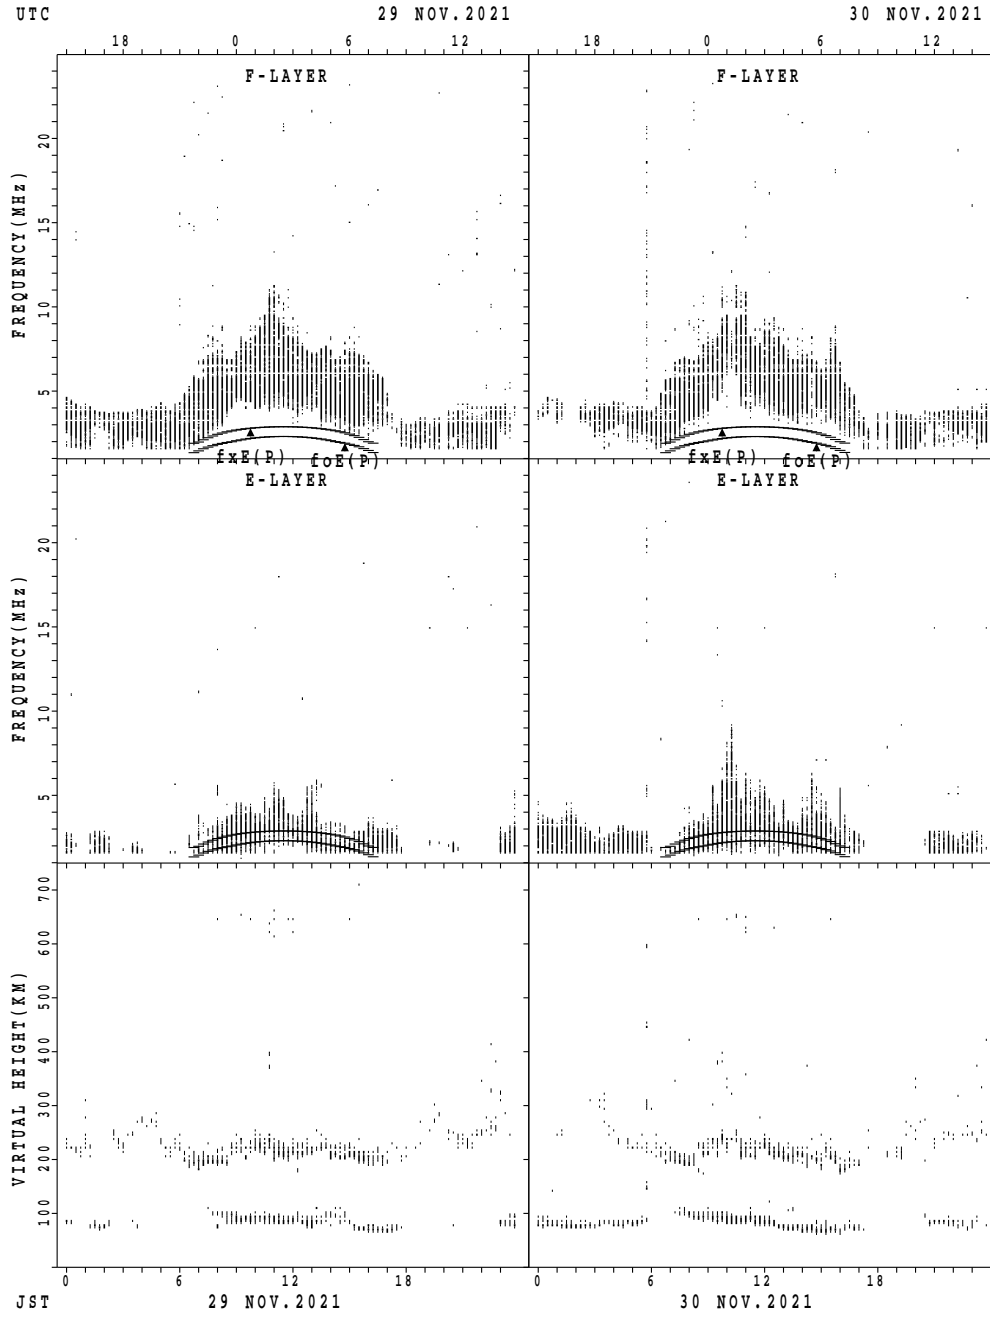 UTC 29 NOV.2021 30 NOV.2021
18 0 6 12 18 0 6 12
F-LAYER F-LAYER
FREQUENCY(MHz)
20
15
10
5
fxE(P) foE(P) fxE(P) foE(P)
E-LAYER E-LAYER
FREQUENCY(MHz)
20
15
10
5
VIRTUAL HEIGHT(KM)
700
600
500
400
300
200
100
0 6 12 18 0 6 12 18
JST 29 NOV.2021 30 NOV.2021